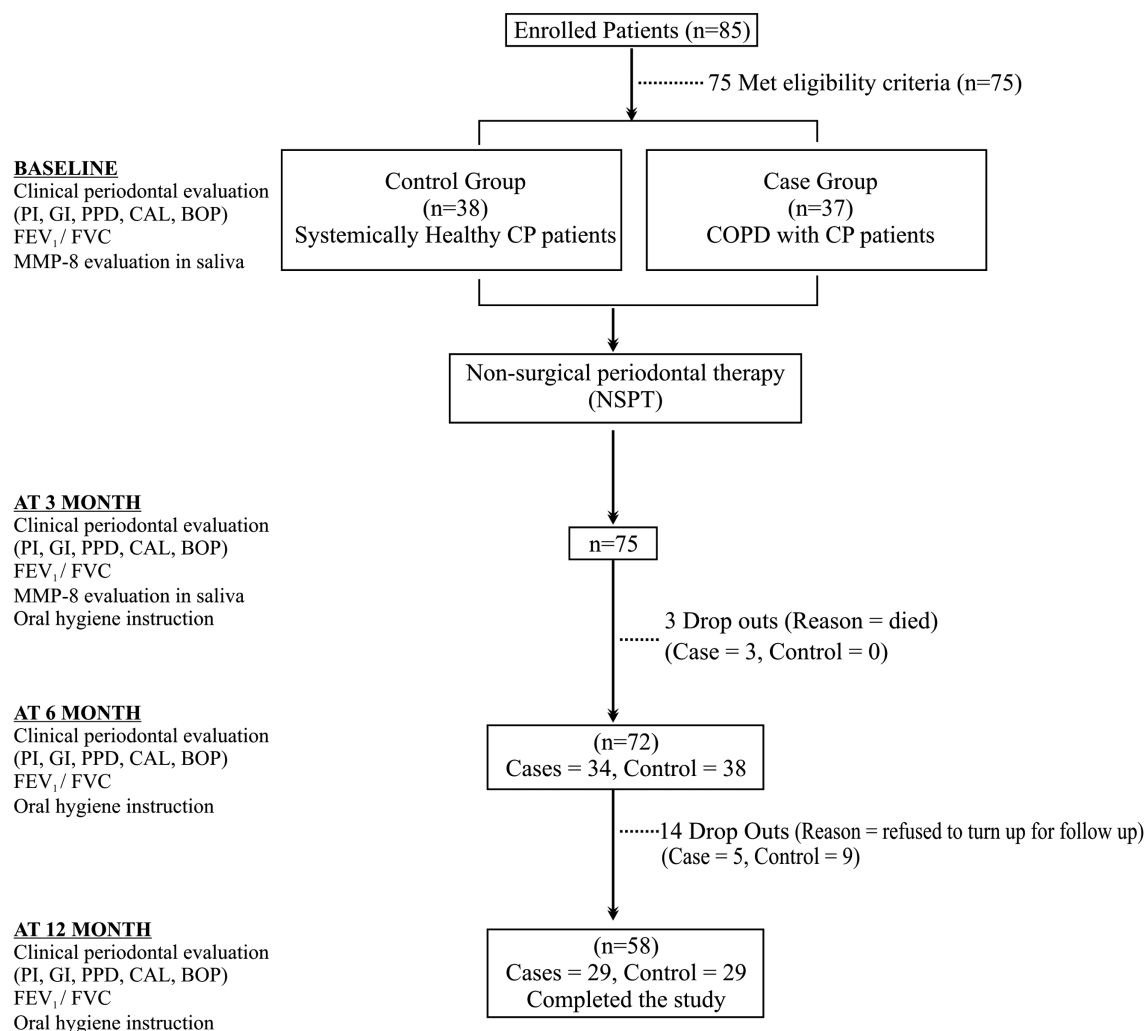 Enrolled Patients (n=85)
75 Met eligibility criteria (n=75)
BASELINE
Clinical periodontal evaluation
(PI, GI, PPD, CAL, BOP)
FEV₁ / FVC
MMP-8 evaluation in saliva
Control Group
(n=38)
Systemically Healthy CP patients
Case Group
(n=37)
COPD with CP patients
Non-surgical periodontal therapy
(NSPT)
AT 3 MONTH
Clinical periodontal evaluation
(PI, GI, PPD, CAL, BOP)
FEV₁ / FVC
MMP-8 evaluation in saliva
Oral hygiene instruction
n=75
3 Drop outs (Reason = died)
(Case = 3, Control = 0)
AT 6 MONTH
Clinical periodontal evaluation
(PI, GI, PPD, CAL, BOP)
FEV₁ / FVC
Oral hygiene instruction
(n=72)
Cases = 34, Control = 38
14 Drop Outs (Reason = refused to turn up for follow up)
(Case = 5, Control = 9)
AT 12 MONTH
Clinical periodontal evaluation
(PI, GI, PPD, CAL, BOP)
FEV₁ / FVC
Oral hygiene instruction
(n=58)
Cases = 29, Control = 29
Completed the study